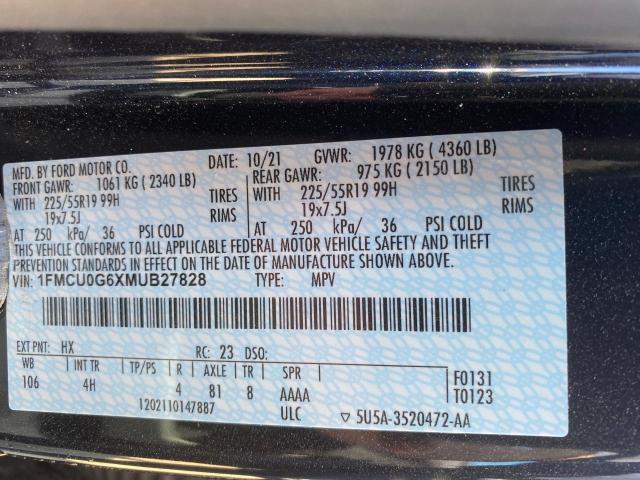 MFD. BY FORD MOTOR CO.
DATE: 10/21 GVWR: 1978 KG ( 4360 LB)
FRONT GAWR: 1061 KG ( 2340 LB)
REAR GAWR: 975 KG ( 2150 LB)
WITH 225/55R19 99H TIRES
WITH 225/55R19 99H TIRES
19x7.5J RIMS
19x7.5J RIMS
AT 250 kPa/ 36 PSI COLD
AT 250 kPa/ 36 PSI COLD
THIS VEHICLE CONFORMS TO ALL APPLICABLE FEDERAL MOTOR VEHICLE SAFETY AND THEFT
PREVENTION STANDARDS IN EFFECT ON THE DATE OF MANUFACTURE SHOWN ABOVE.
VIN: 1FMCU0G6XMUB27828 TYPE: MPV
EXT PNT: HX RC: 23 DSO:
WB INT TR TP/PS R AXLE TR SPR
106 4H 4 81 8 AAAA
F0131
T0123
1202110147887 ULC ▽ 5U5A-3520472-AA